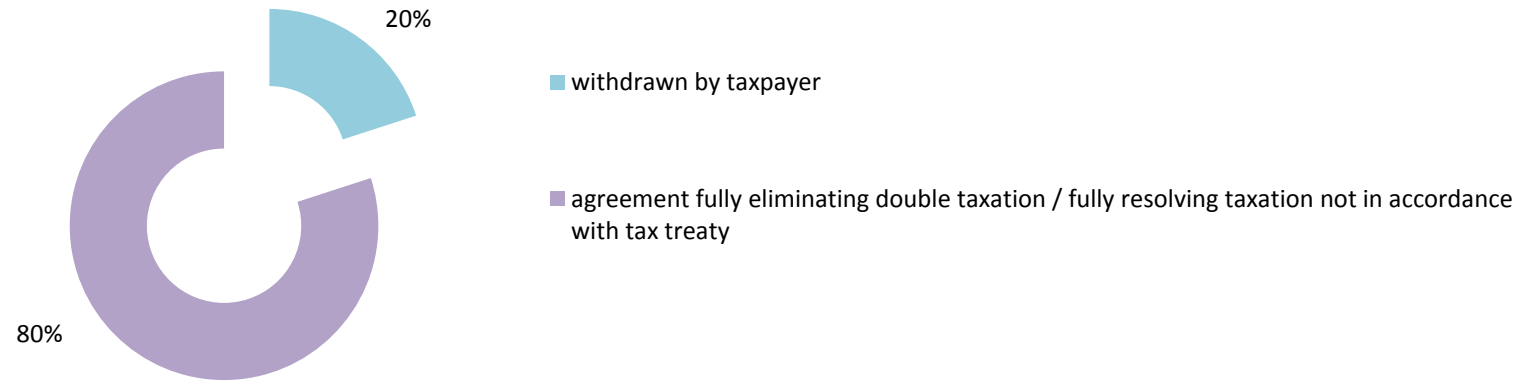 20%
withdrawn by taxpayer
agreement fully eliminating double taxation / fully resolving taxation not in accordance
with tax treaty
80%